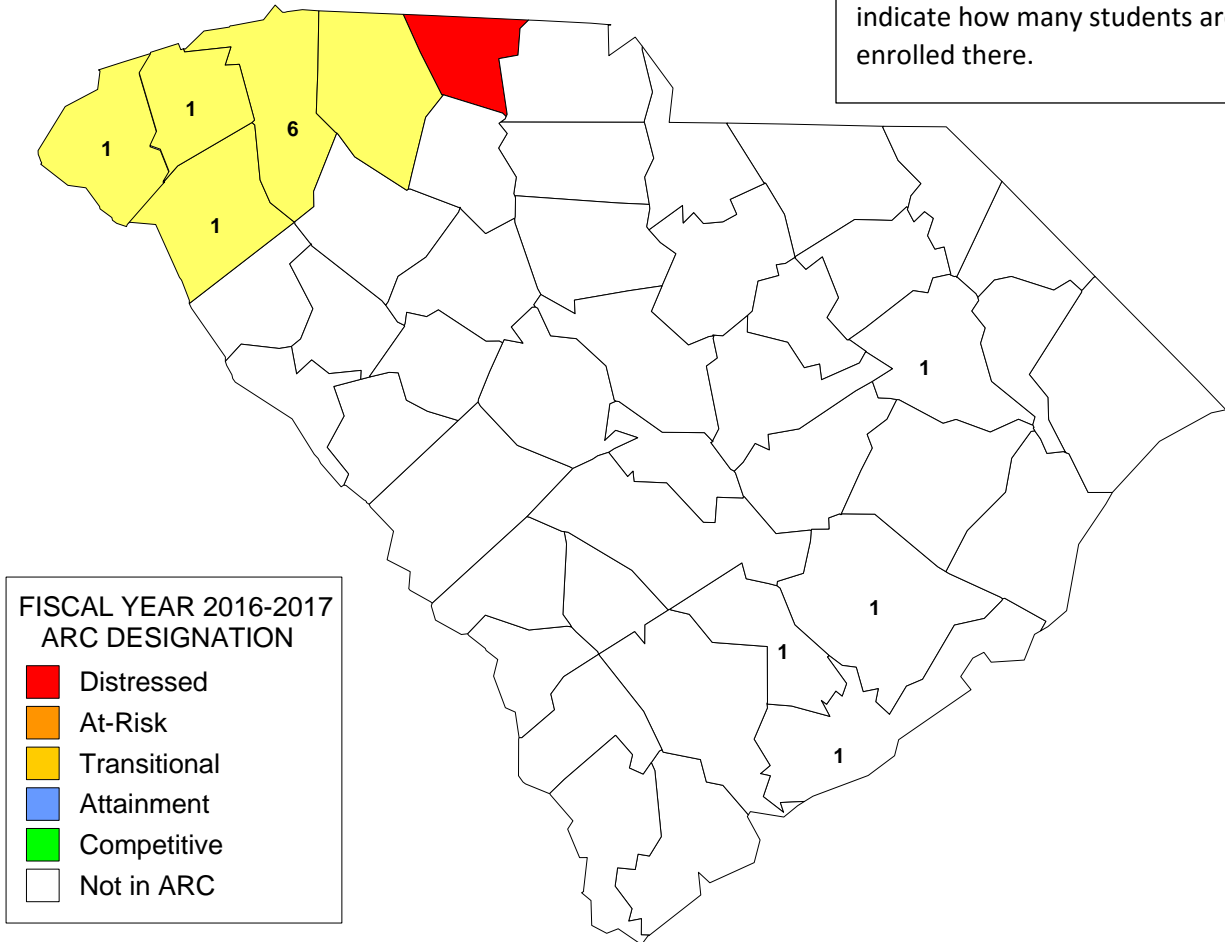 indicate how many students are
enrolled there.
1
1
6
1
1
1
1
1
FISCAL YEAR 2016-2017
ARC DESIGNATION
Distressed
At-Risk
Transitional
Attainment
Competitive
Not in ARC